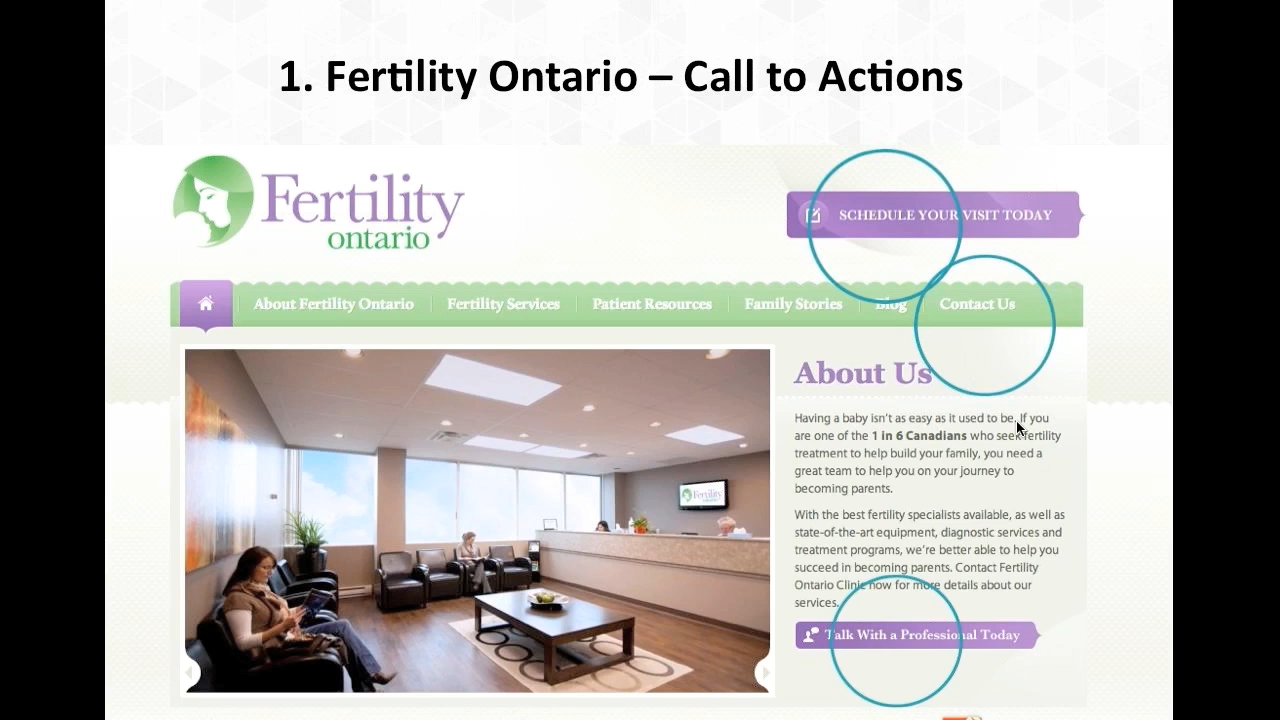 1. Fertility Ontario – Call to Actions
Fertility
ontario
SCHEDULE YOUR VISIT TODAY
About Fertility Ontario
Fertility Services
Patient Resources
Family Stories
Blog
Contact Us
Fertility
About Us
Having a baby isn’t as easy as it used to be. If you
are one of the 1 in 6 Canadians who seek fertility
treatment to help build your family, you need a
great team to help you on your journey to
becoming parents.
With the best fertility specialists available, as well as
state-of-the-art equipment, diagnostic services and
treatment programs, we’re better able to help you
succeed in becoming parents. Contact Fertility
Ontario Clinic now for more details about our
services.
Talk With a Professional Today